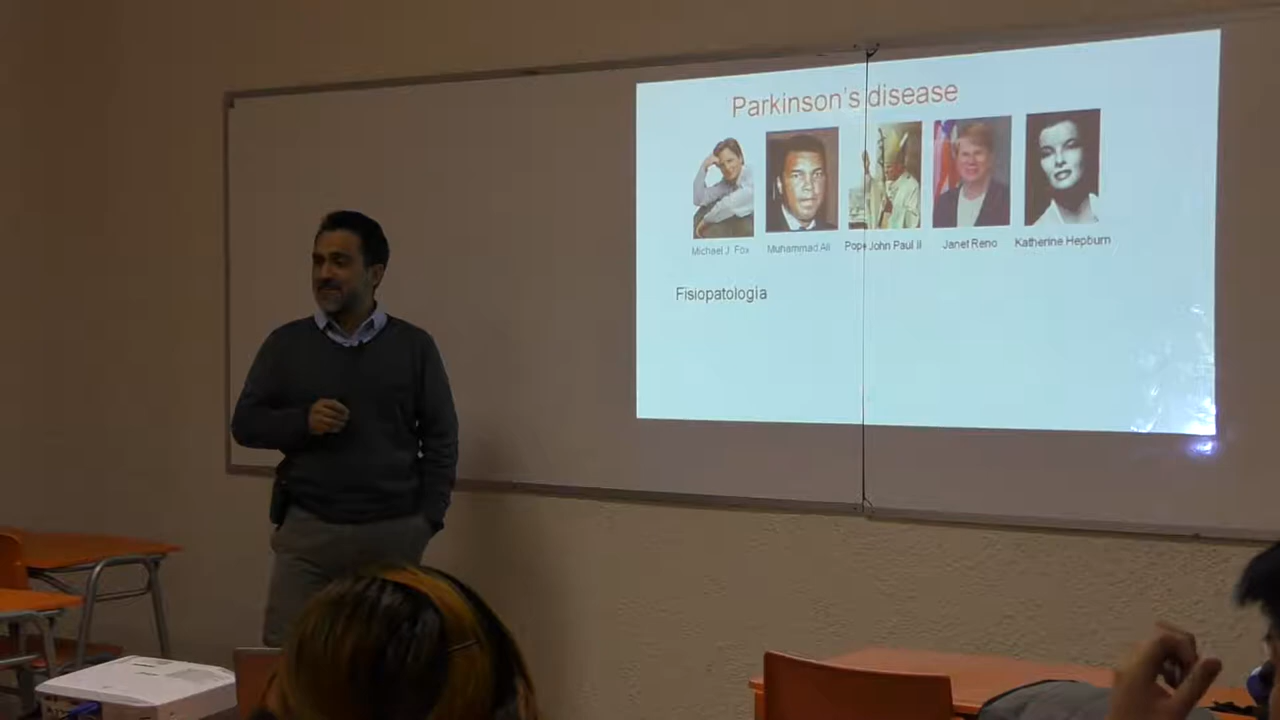 Parkinson's disease
Michael J. Fox
Muhammad Ali
Pope John Paul II
Janet Reno
Katherine Hepburn
Fisiopatología